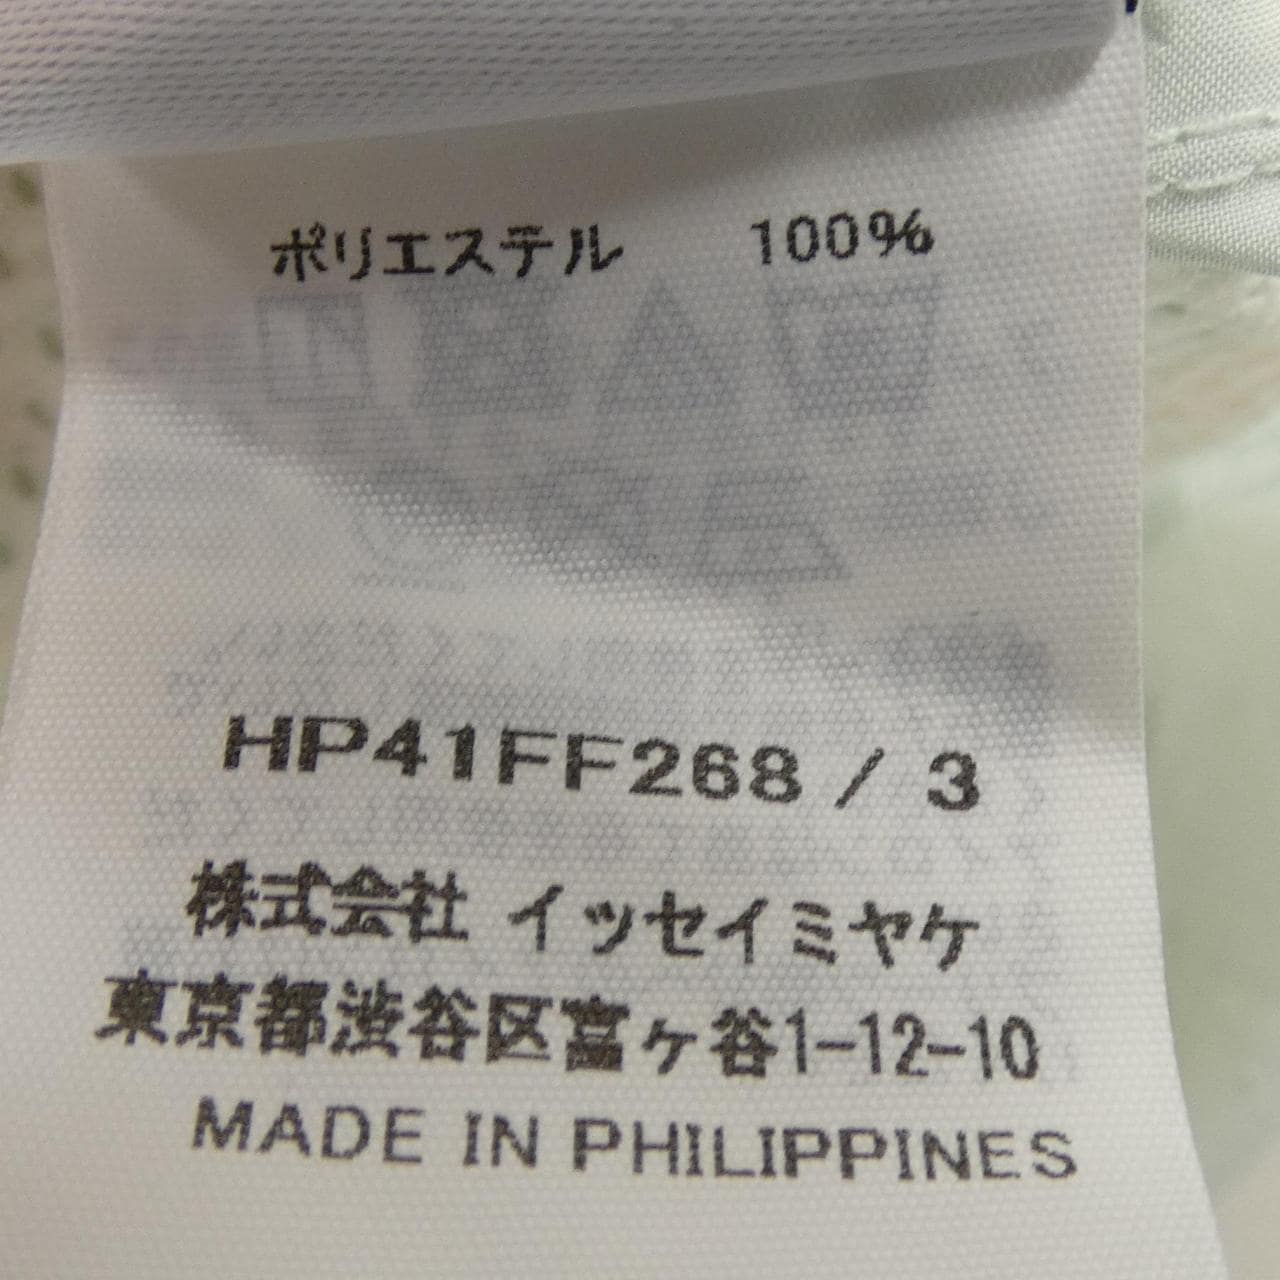 ポリエステル 100%
HP41FF268 / 3
株式会社 イッセイミヤケ
東京都渋谷区富ヶ谷1-12-10
MADE IN PHILIPPINES